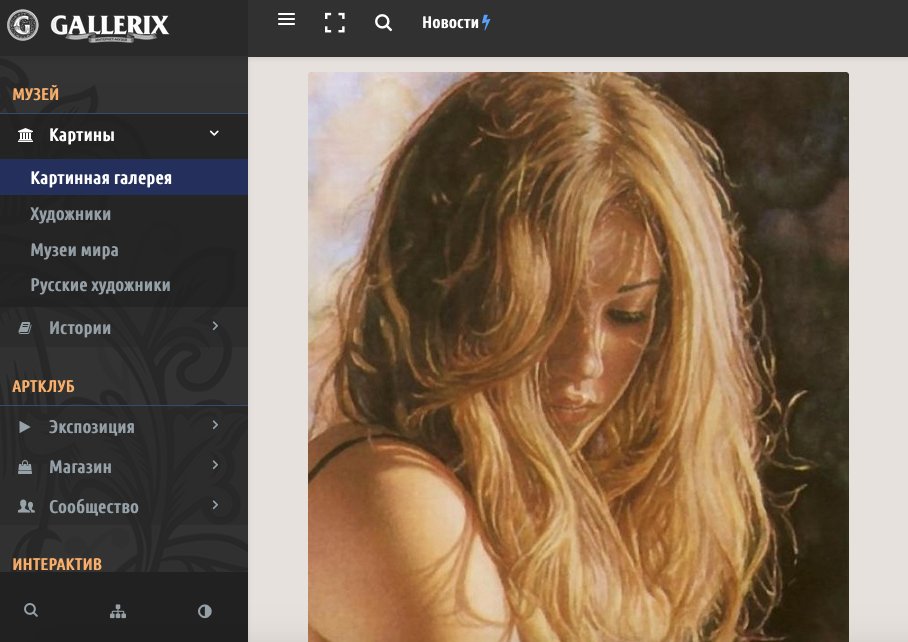 G GALLERIX
Новости
МУЗЕЙ
Картины
Картинная галерея
Художники
Музеи мира
Русские художники
Истории
АРТКЛУБ
Экспозиция
Магазин
Сообщество
ИНТЕРАКТИВ